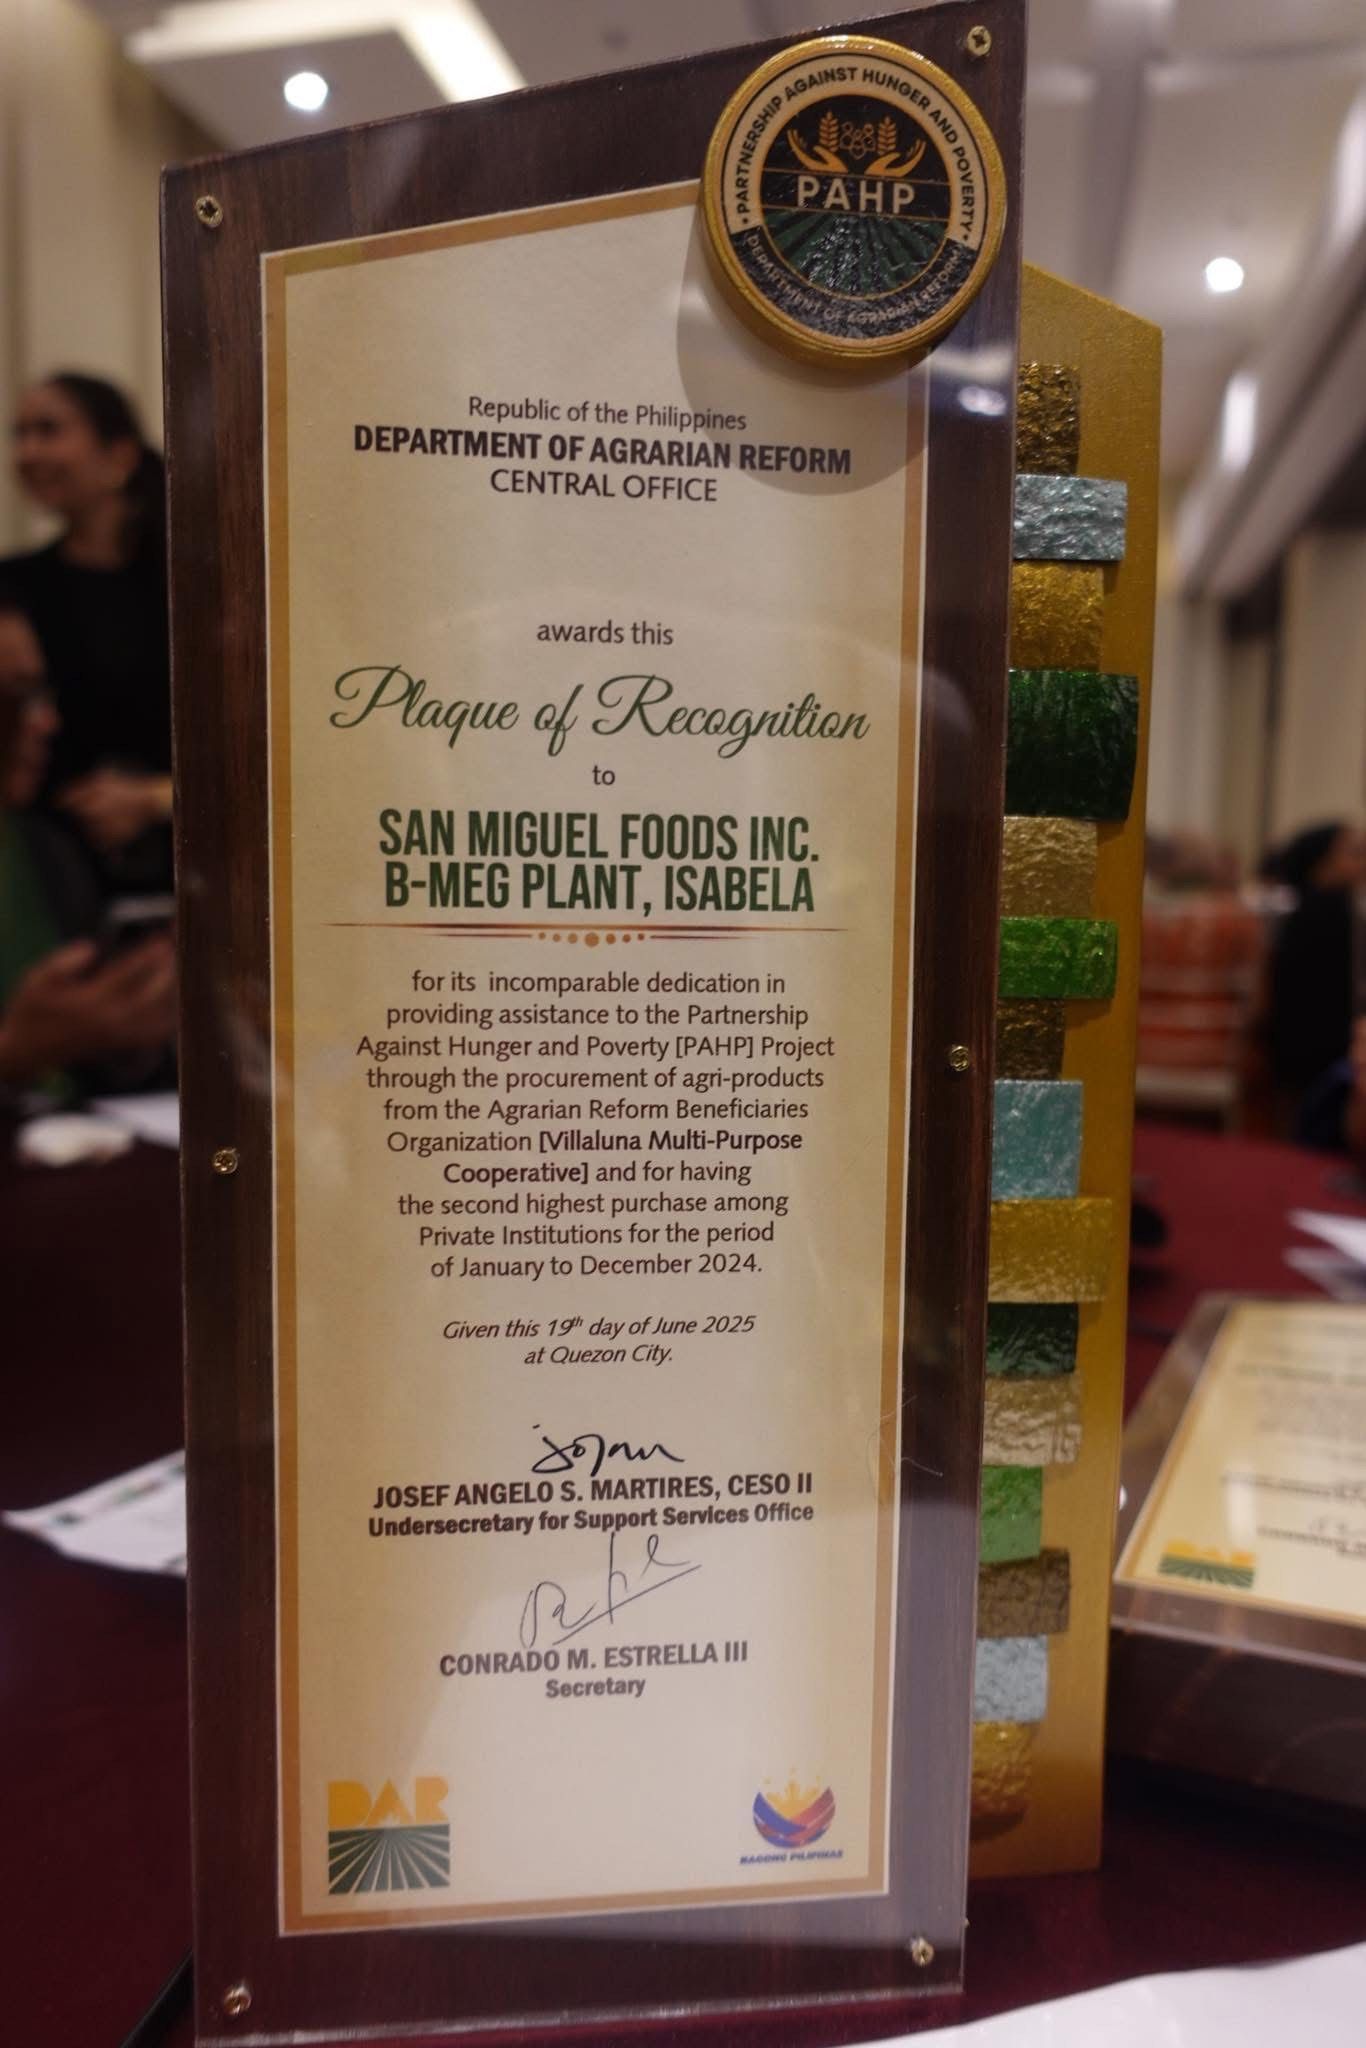 • PARTNERSHIP AGAINST HUNGER AND POVERTY •
PAHP
DEPARTMENT OF AGRARIAN REFORM
Republic of the Philippines
DEPARTMENT OF AGRARIAN REFORM
CENTRAL OFFICE
awards this
Plaque of Recognition
to
SAN MIGUEL FOODS INC.
B-MEG PLANT, ISABELA
for its incomparable dedication in
providing assistance to the Partnership
Against Hunger and Poverty [PAHP] Project
through the procurement of agri-products
from the Agrarian Reform Beneficiaries
Organization [Villaluna Multi-Purpose
Cooperative] and for having
the second highest purchase among
Private Institutions for the period
of January to December 2024.
Given this 19th day of June 2025
at Quezon City.
JOSEF ANGELO S. MARTIRES, CESO II
Undersecretary for Support Services Office
CONRADO M. ESTRELLA III
Secretary
DAR
BAGONG PILIPINAS
DAR